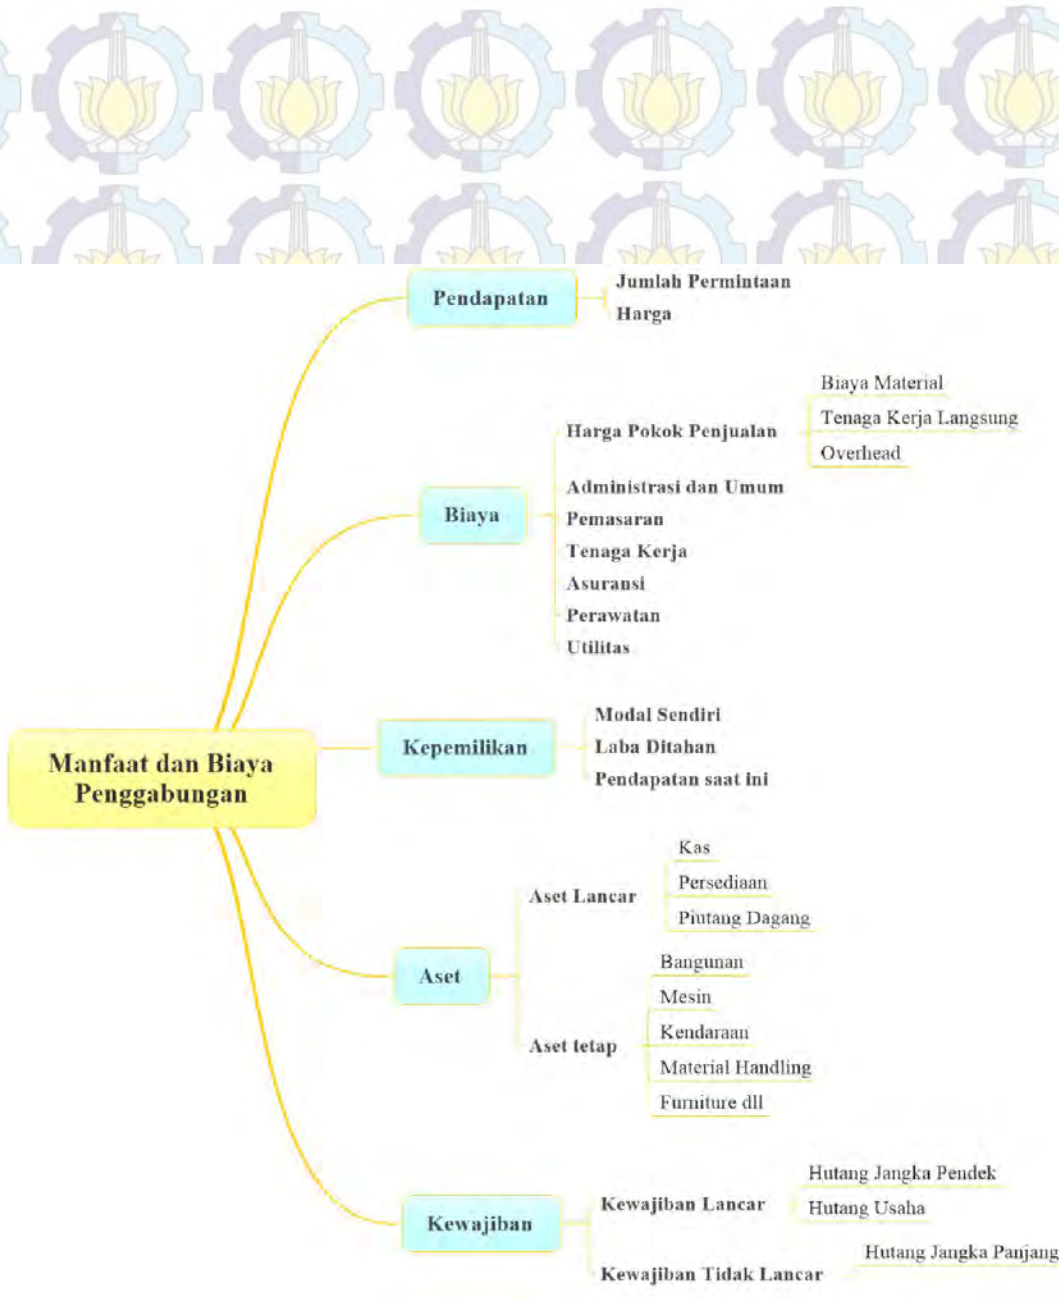 Pendapatan
Jumlah Permintaan
Harga
Biaya
Harga Pokok Penjualan
Biaya Material
Tenaga Kerja Langsung
Overhead
Administrasi dan Umum
Pemasaran
Tenaga Kerja
Asuransi
Perawatan
Utilitas
Manfaat dan Biaya
Penggabungan
Kepemilikan
Modal Sendiri
Laba Ditahan
Pendapatan saat ini
Aset
Aset Lancar
Kas
Persediaan
Piutang Dagang
Aset tetap
Bangunan
Mesin
Kendaraan
Material Handling
Furniture dll
Kewajiban
Kewajiban Lancar
Hutang Jangka Pendek
Hutang Usaha
Kewajiban Tidak Lancar
Hutang Jangka Panjang